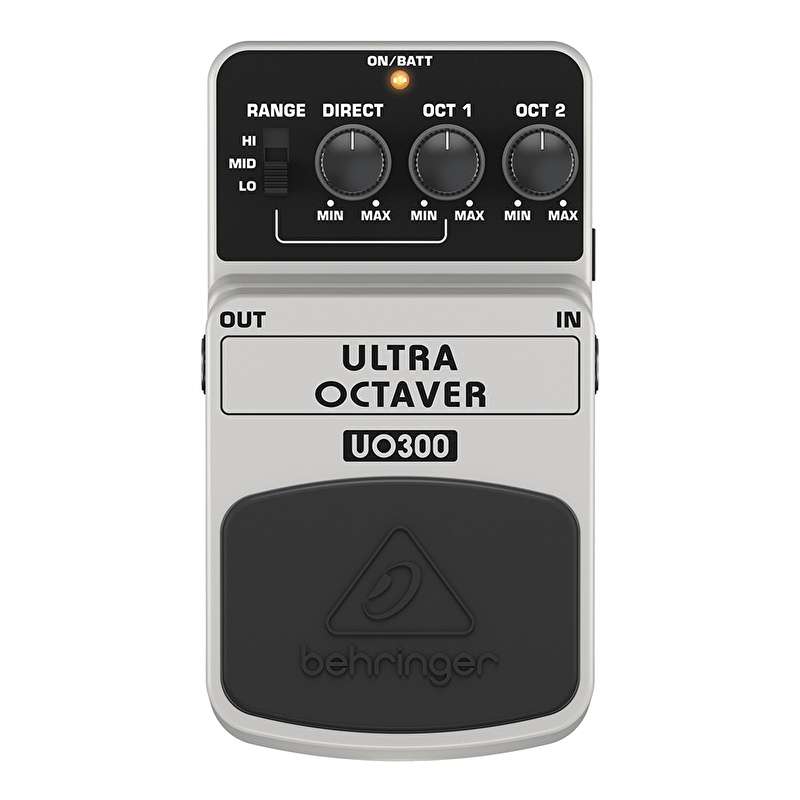 ON/BATT
RANGE DIRECT OCT 1 OCT 2
HI
MID
LO
MIN MAX MIN MAX MIN MAX
OUT IN
ULTRA
OCTAVER
UO300
behringer